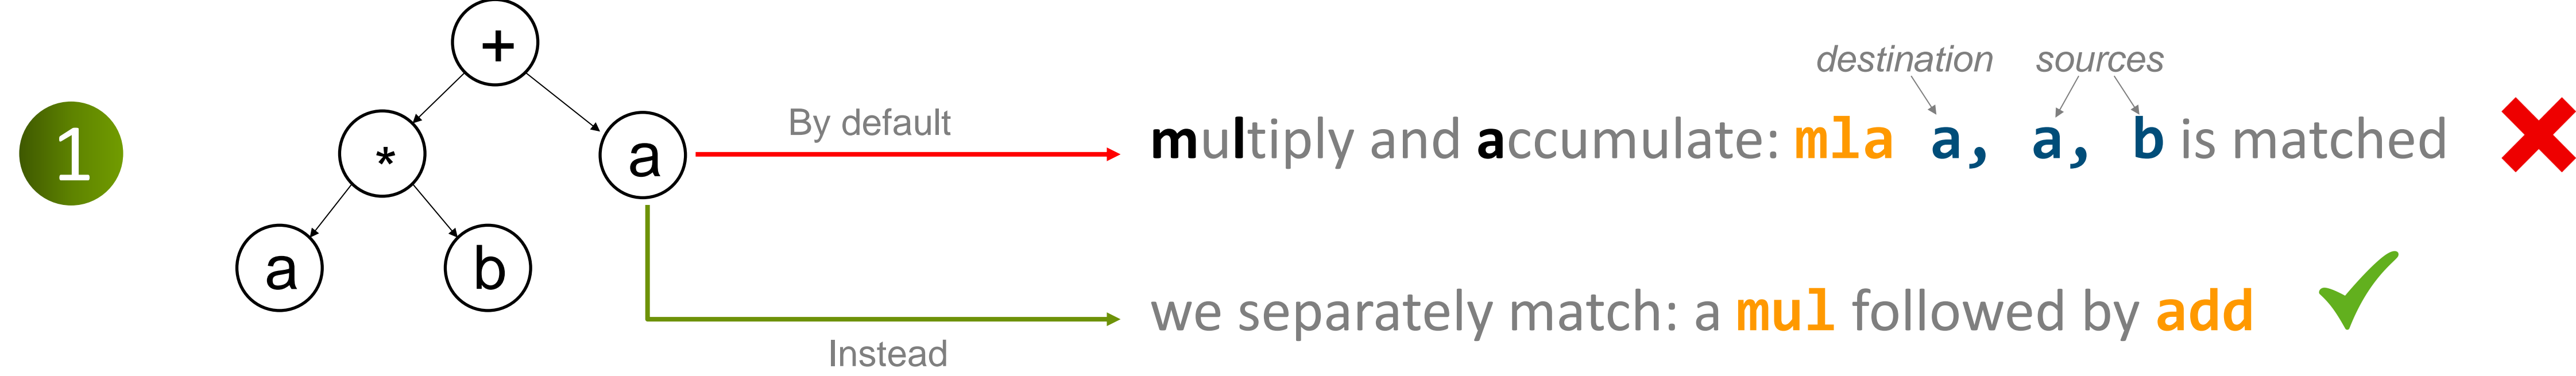 1
+
*
a
a
b
By default
destination sources
multiply and accumulate: mla a, a, b is matched
Instead
we separately match: a mul followed by add